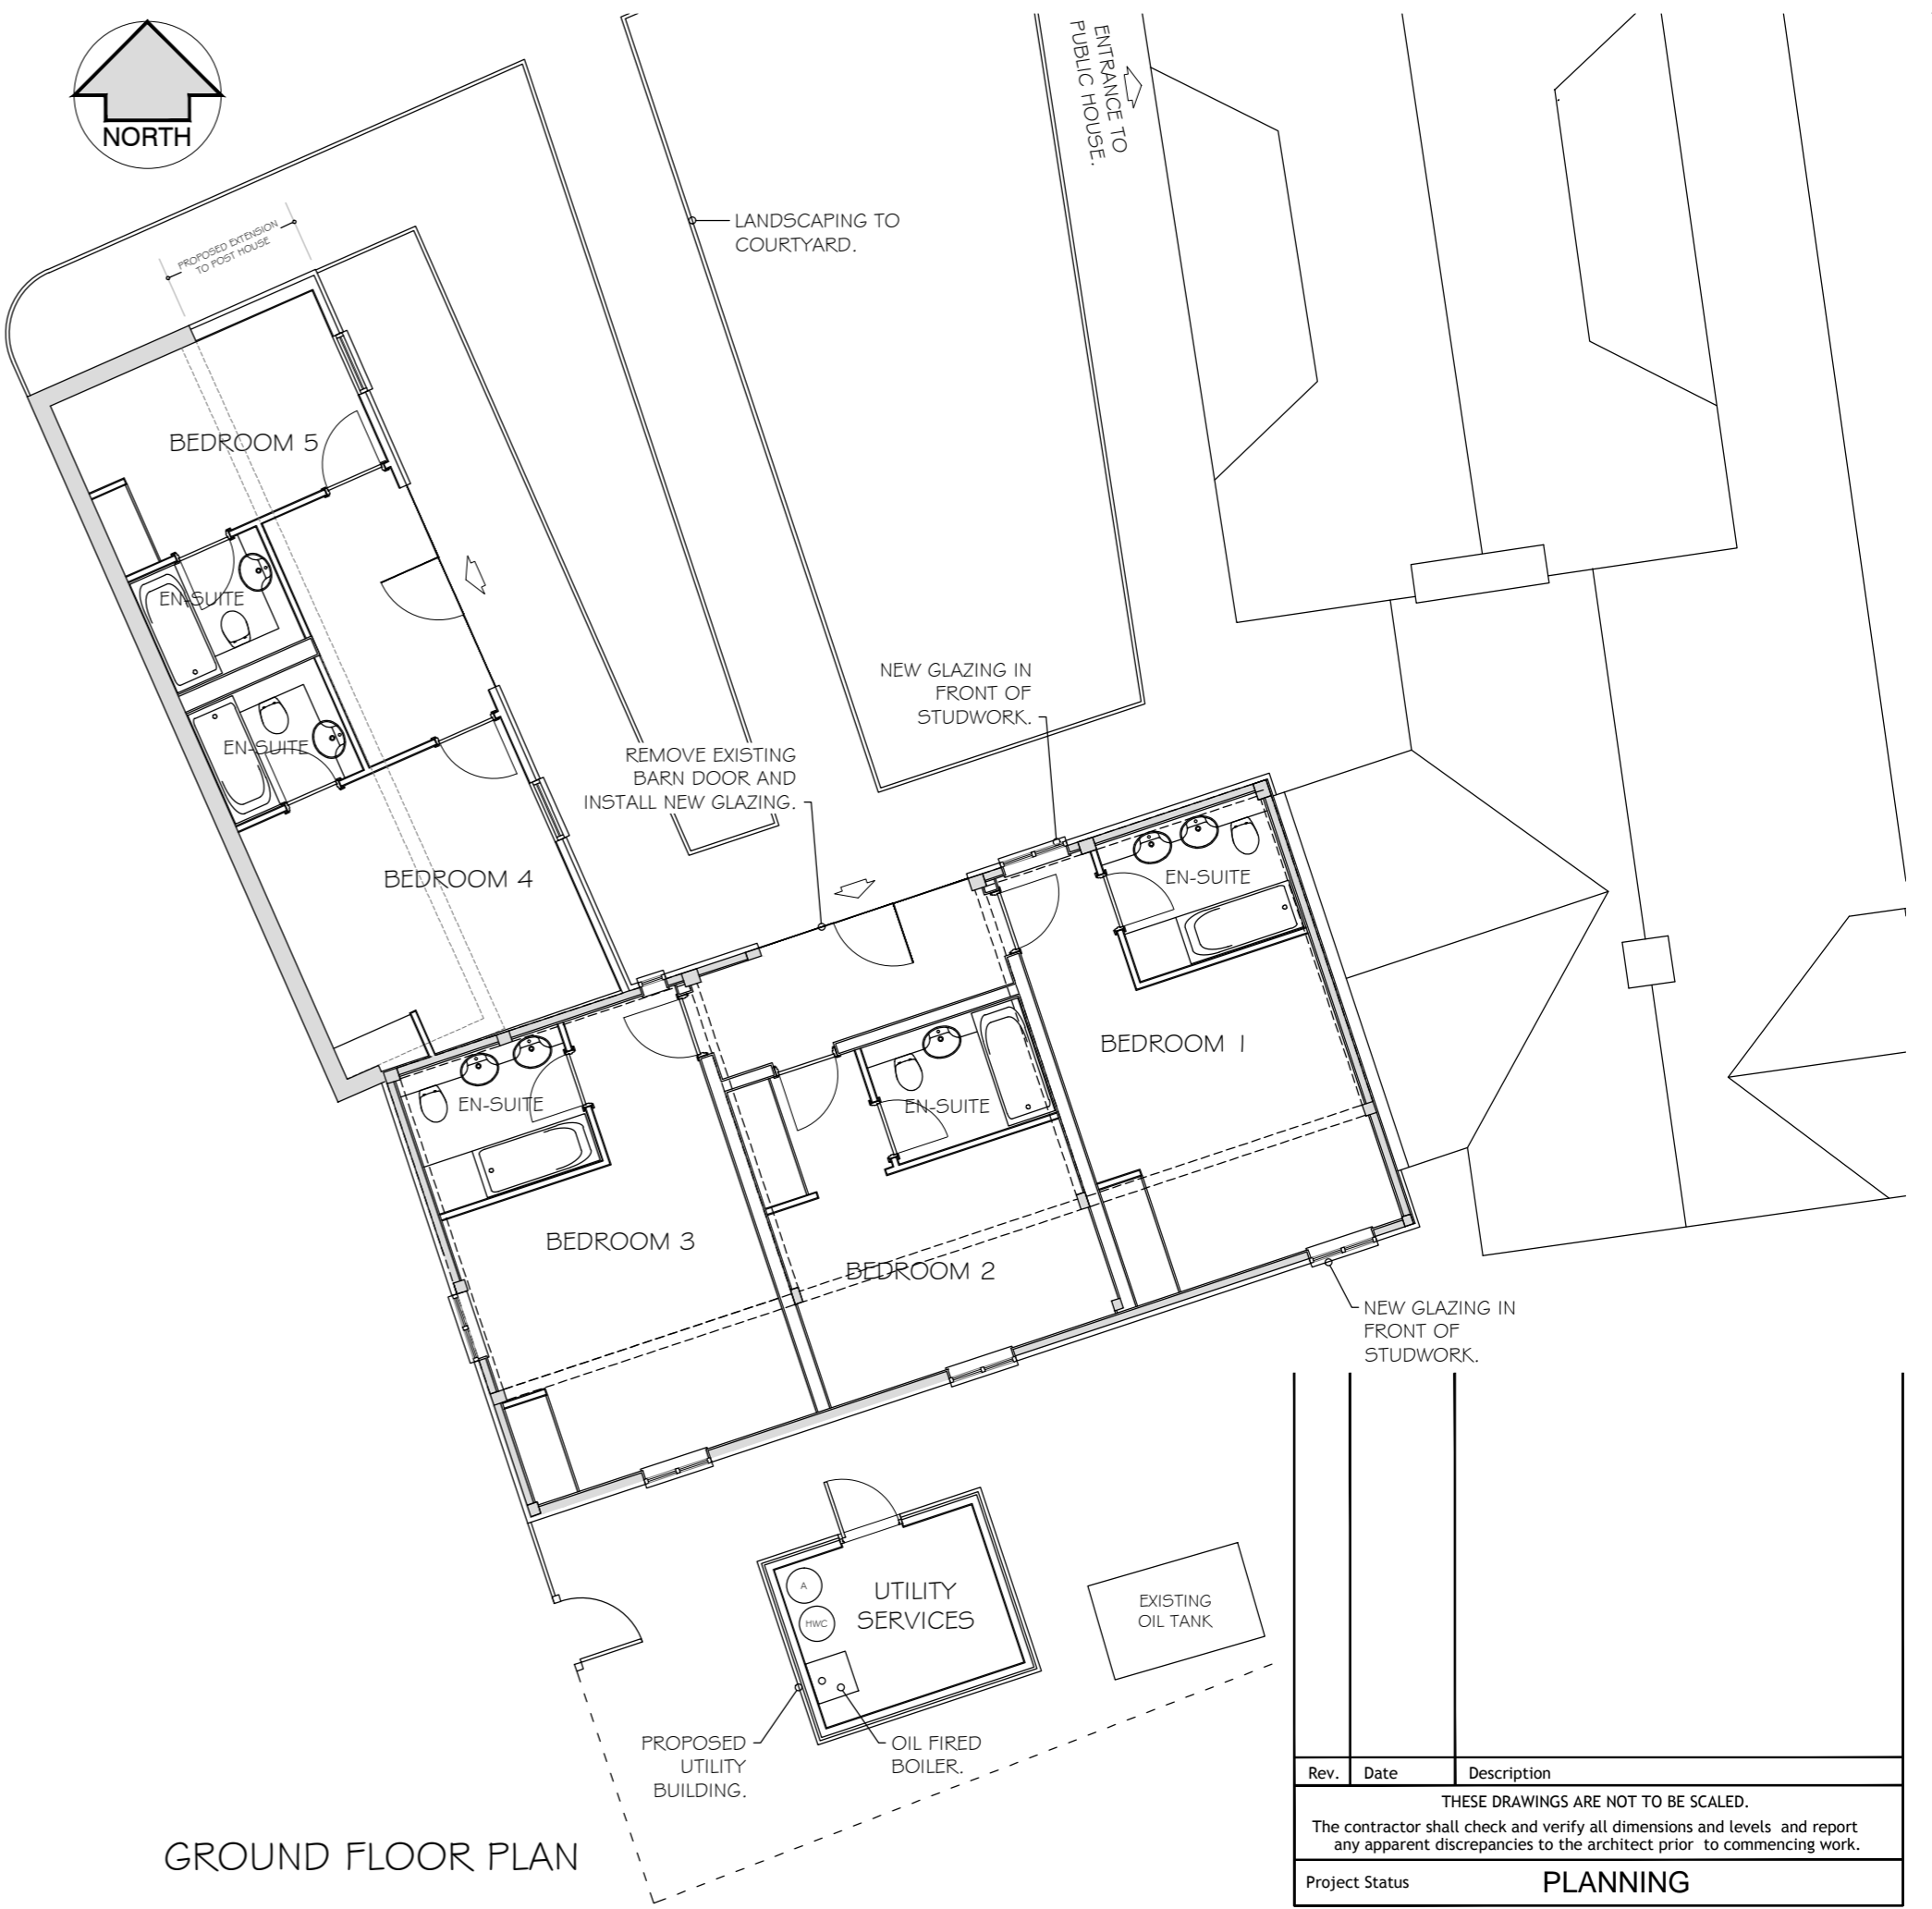 NORTH
ENTRANCE TO
PUBLIC HOUSE.
PROPOSED EXTENSION
TO POST HOUSE
LANDSCAPING TO
COURTYARD.
BEDROOM 5
EN-SUITE
EN-SUITE
NEW GLAZING IN
FRONT OF
STUDWORK.
REMOVE EXISTING
BARN DOOR AND
INSTALL NEW GLAZING.
BEDROOM 4
EN-SUITE
BEDROOM 1
EN-SUITE
EN-SUITE
BEDROOM 3
BEDROOM 2
NEW GLAZING IN
FRONT OF
STUDWORK.
A
HWC
UTILITY
SERVICES
EXISTING
OIL TANK
PROPOSED
UTILITY
BUILDING.
OIL FIRED
BOILER.
GROUND FLOOR PLAN
Rev. Date Description
THESE DRAWINGS ARE NOT TO BE SCALED.
The contractor shall check and verify all dimensions and levels and report
any apparent discrepancies to the architect prior to commencing work.
Project Status PLANNING